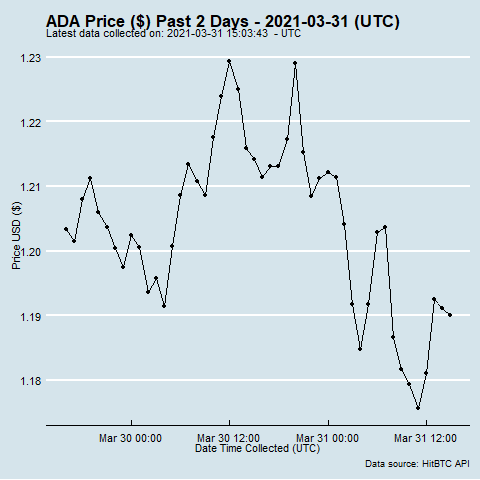 ADA Price ($) Past 2 Days - 2021-03-31 (UTC)
Latest data collected on: 2021-03-31 15:03:43 - UTC
1.23
1.22
1.21
1.20
1.19
1.18
Price USD ($)
Mar 30 00:00 Mar 30 12:00 Mar 31 00:00 Mar 31 12:00
Date Time Collected (UTC)
Data source: HitBTC API